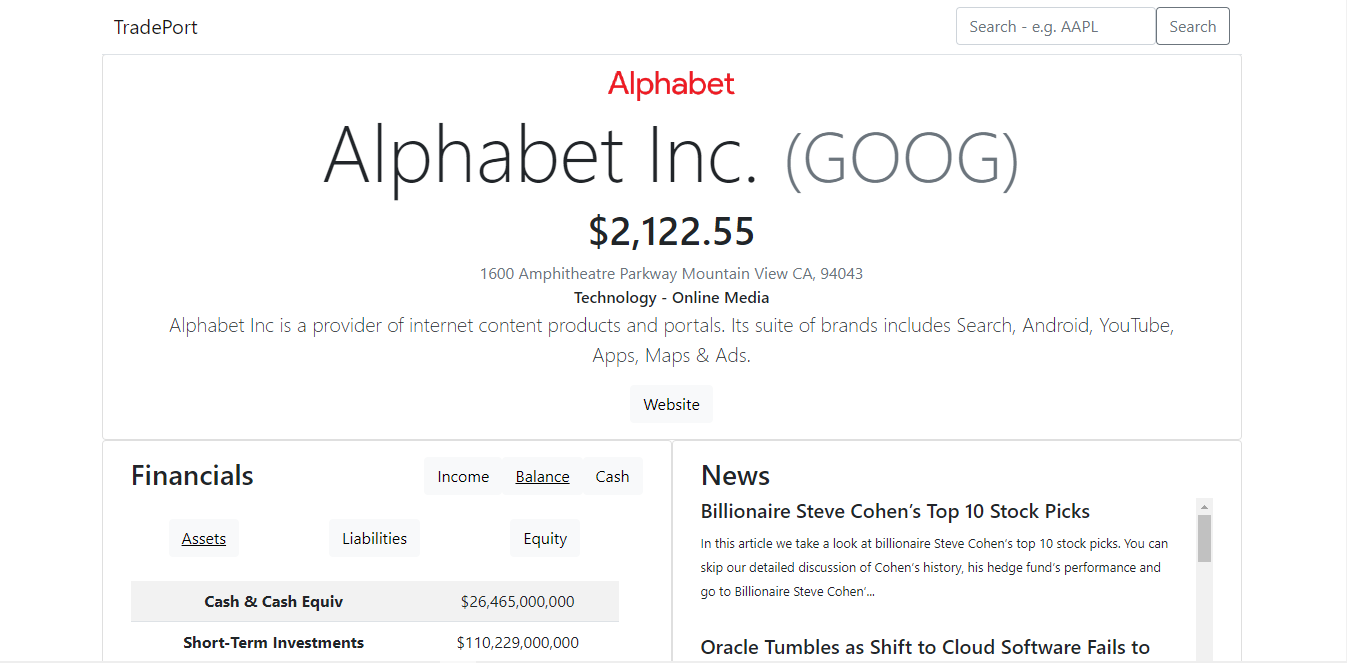 TradePort
Search - e.g. AAPL
Search
Alphabet
Alphabet Inc. (GOOG)
$2,122.55
1600 Amphitheatre Parkway Mountain View CA, 94043
Technology - Online Media
Alphabet Inc is a provider of internet content products and portals. Its suite of brands includes Search, Android, YouTube,
Apps, Maps & Ads.
Website
Financials
Income
Balance
Cash
Assets
Liabilities
Equity
Cash & Cash Equiv $26,465,000,000
Short-Term Investments $110,229,000,000
News
Billionaire Steve Cohen’s Top 10 Stock Picks
In this article we take a look at billionaire Steve Cohen’s top 10 stock picks. You can
skip our detailed discussion of Cohen’s history, his hedge fund’s performance and
go to Billionaire Steve Cohen’...
Oracle Tumbles as Shift to Cloud Software Fails to